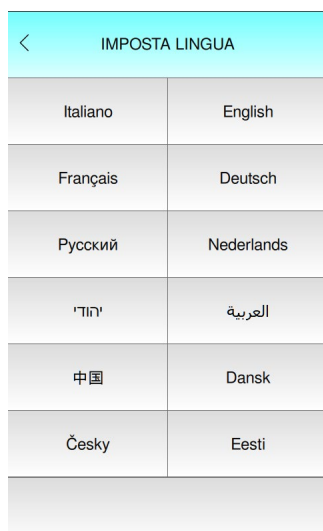 IMPOSTA LINGUA
Italiano English
Français Deutsch
Русский Nederlands
יהודי العربية
中国 Dansk
Česky Eesti